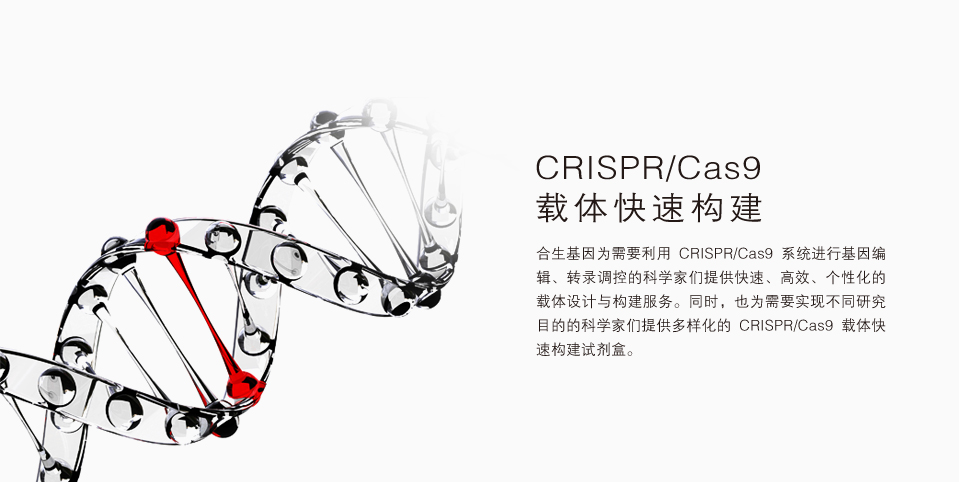 CRISPR/Cas9
载体快速构建
合生基因为需要利用 CRISPR/Cas9 系统进行基因编
辑、转录调控的科学家们提供快速、高效、个性化的
载体设计与构建服务。同时，也为需要实现不同研究
目的的科学家们提供多样化的 CRISPR/Cas9 载体快
速构建试剂盒。